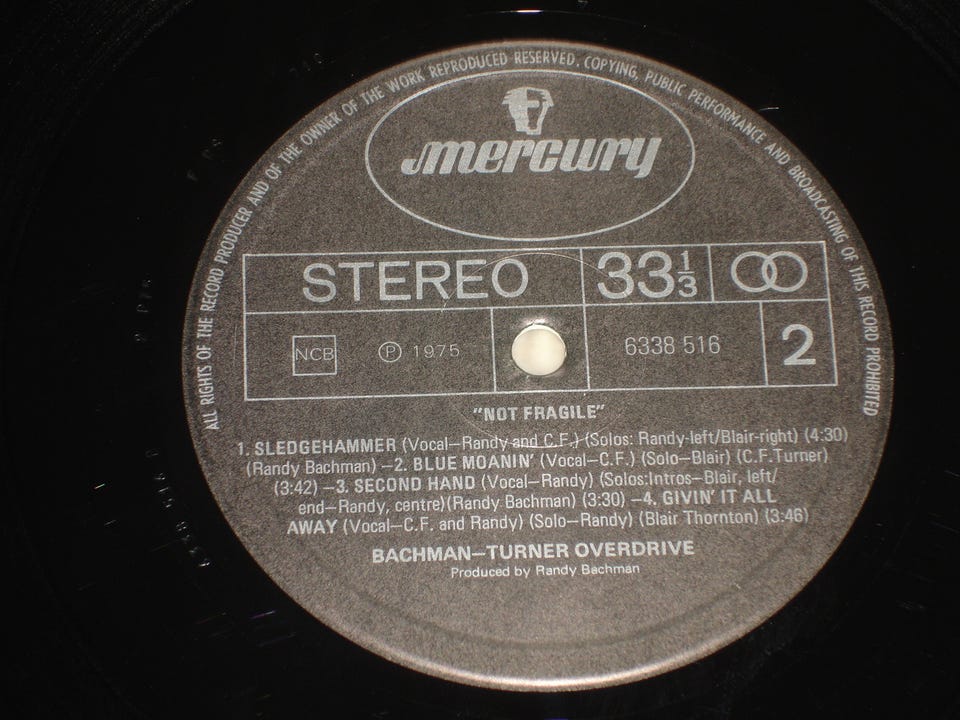 ALL RIGHTS OF THE RECORD PRODUCER AND OF THE OWNER OF THE WORK REPRODUCED RESERVED. COPYING, PUBLIC PERFORMANCE AND BROADCASTING OF THIS RECORD PROHIBITED
mercury
STEREO 33 1/3
NCB Ⓟ 1975 6338 516 2
"NOT FRAGILE"
1. SLEDGEHAMMER (Vocal—Randy and C.F.) (Solos: Randy-left/Blair-right) (4:30)
(Randy Bachman) —2. BLUE MOANIN' (Vocal—C.F.) (Solo—Blair) (C.F.Turner)
(3:42) —3. SECOND HAND (Vocal—Randy) (Solos:Intros—Blair, left/
end—Randy, centre)(Randy Bachman) (3:30) —4. GIVIN' IT ALL
AWAY (Vocal—C.F. and Randy) (Solo—Randy) (Blair Thornton) (3:46)
BACHMAN—TURNER OVERDRIVE
Produced by Randy Bachman